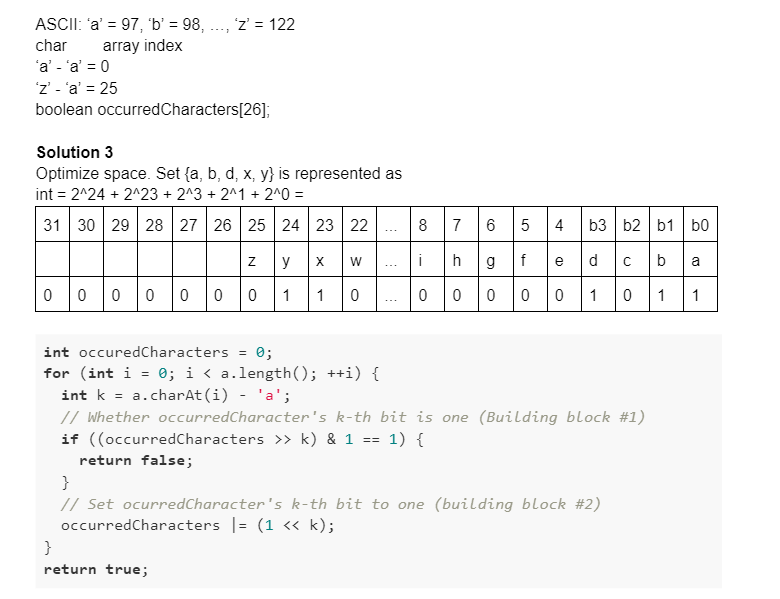 ASCII: ‘a’ = 97, ‘b’ = 98, …, ‘z’ = 122
char array index
‘a’ - ‘a’ = 0
‘z’ - ‘a’ = 25
boolean occurredCharacters[26];
Solution 3
Optimize space. Set {a, b, d, x, y} is represented as
int = 2^24 + 2^23 + 2^3 + 2^1 + 2^0 =
31 30 29 28 27 26 25 24 23 22 ... 8 7 6 5 4 b3 b2 b1 b0
z y x w ... i h g f e d c b a
0 0 0 0 0 0 0 1 1 0 ... 0 0 0 0 0 1 0 1 1
int occuredCharacters = 0;
for (int i = 0; i < a.length(); ++i) {
  int k = a.charAt(i) - 'a';
  // Whether occurredCharacter's k-th bit is one (Building block #1)
  if ((occurredCharacters >> k) & 1 == 1) {
    return false;
  }
  // Set ocurredCharacter's k-th bit to one (building block #2)
  occurredCharacters |= (1 << k);
}
return true;